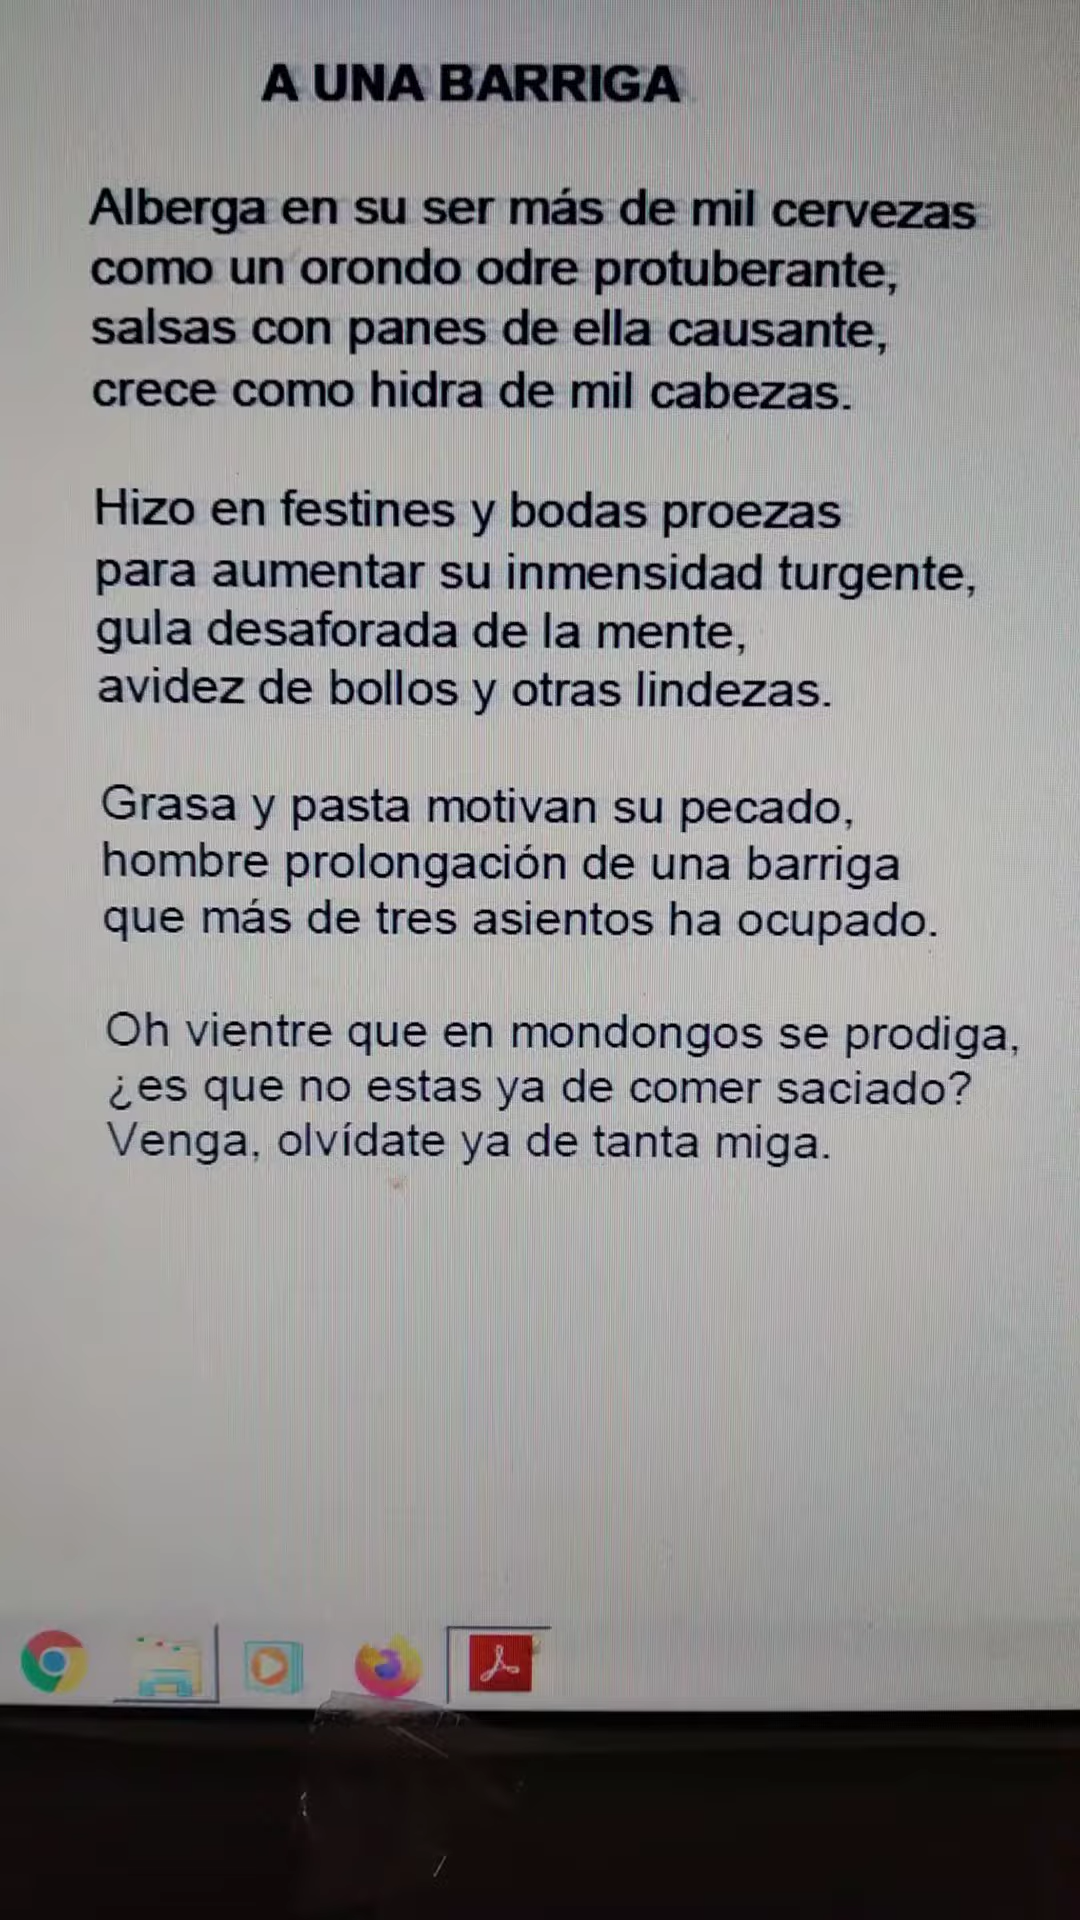 A UNA BARRIGA
Alberga en su ser más de mil cervezas
como un orondo odre protuberante,
salsas con panes de ella causante,
crece como hidra de mil cabezas.
Hizo en festines y bodas proezas
para aumentar su inmensidad turgente,
gula desaforada de la mente,
avidez de bollos y otras lindezas.
Grasa y pasta motivan su pecado,
hombre prolongación de una barriga
que más de tres asientos ha ocupado.
Oh vientre que en mondongos se prodiga,
¿es que no estas ya de comer saciado?
Venga, olvídate ya de tanta miga.